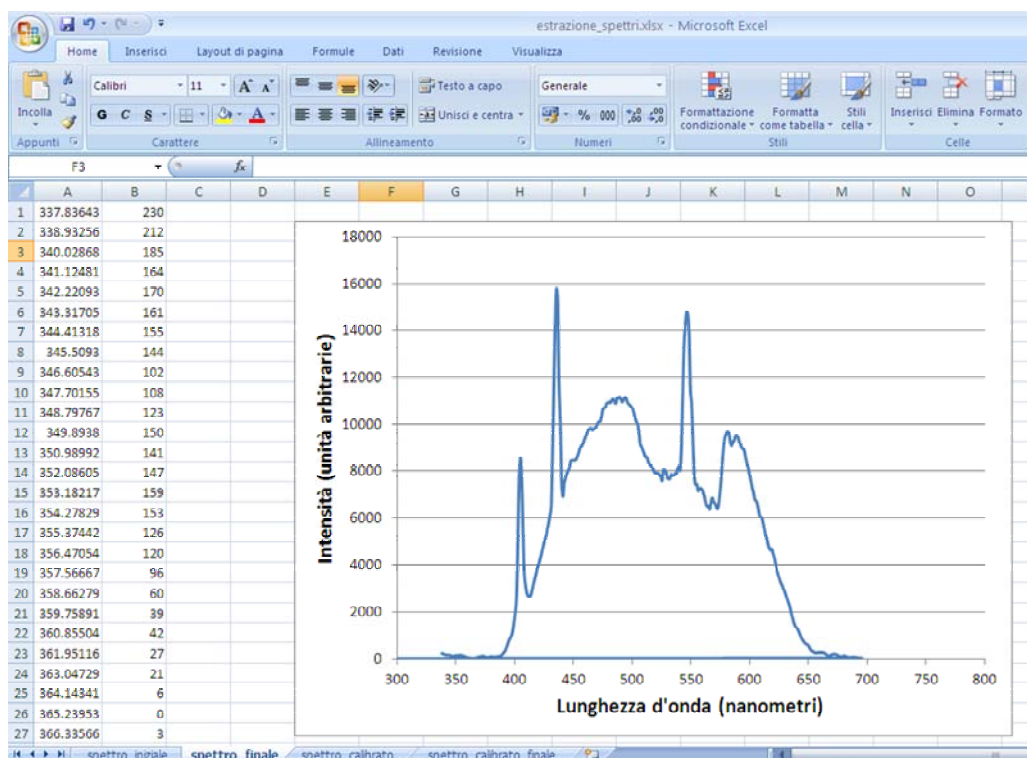 estrazione_spettri.xlsx - Microsoft Excel
Home Inserisci Layout di pagina Formule Dati Revisione Visualizza
Incolla
Calibri 11 A A
G C S A
Testo a capo
Unisci e centra
Generale
% 000 ,00 ,0
Formattazione condizionale
Formatta come tabella
Stili cella
Inserisci Elimina Formato
Appunti Carattere Allineamento Numeri Stili Celle
F3 fx
A B C D E F G H I J K L M N O
1 337.83643 230
2 338.93256 212
3 340.02868 185
4 341.12481 164
5 342.22093 170
6 343.31705 161
7 344.41318 155
8 345.5093 144
9 346.60543 102
10 347.70155 108
11 348.79767 123
12 349.8938 150
13 350.98992 141
14 352.08605 147
15 353.18217 159
16 354.27829 153
17 355.37442 126
18 356.47054 120
19 357.56667 96
20 358.66279 60
21 359.75891 39
22 360.85504 42
23 361.95116 27
24 363.04729 21
25 364.14341 6
26 365.23953 0
27 366.33566 3
18000
16000
14000
12000
10000
8000
6000
4000
2000
0
Intensità (unità arbitrarie)
300 350 400 450 500 550 600 650 700 750 800
Lunghezza d'onda (nanometri)
spettro_iniziale spettro_finale spettro_calibrato spettro_calibrato_finale